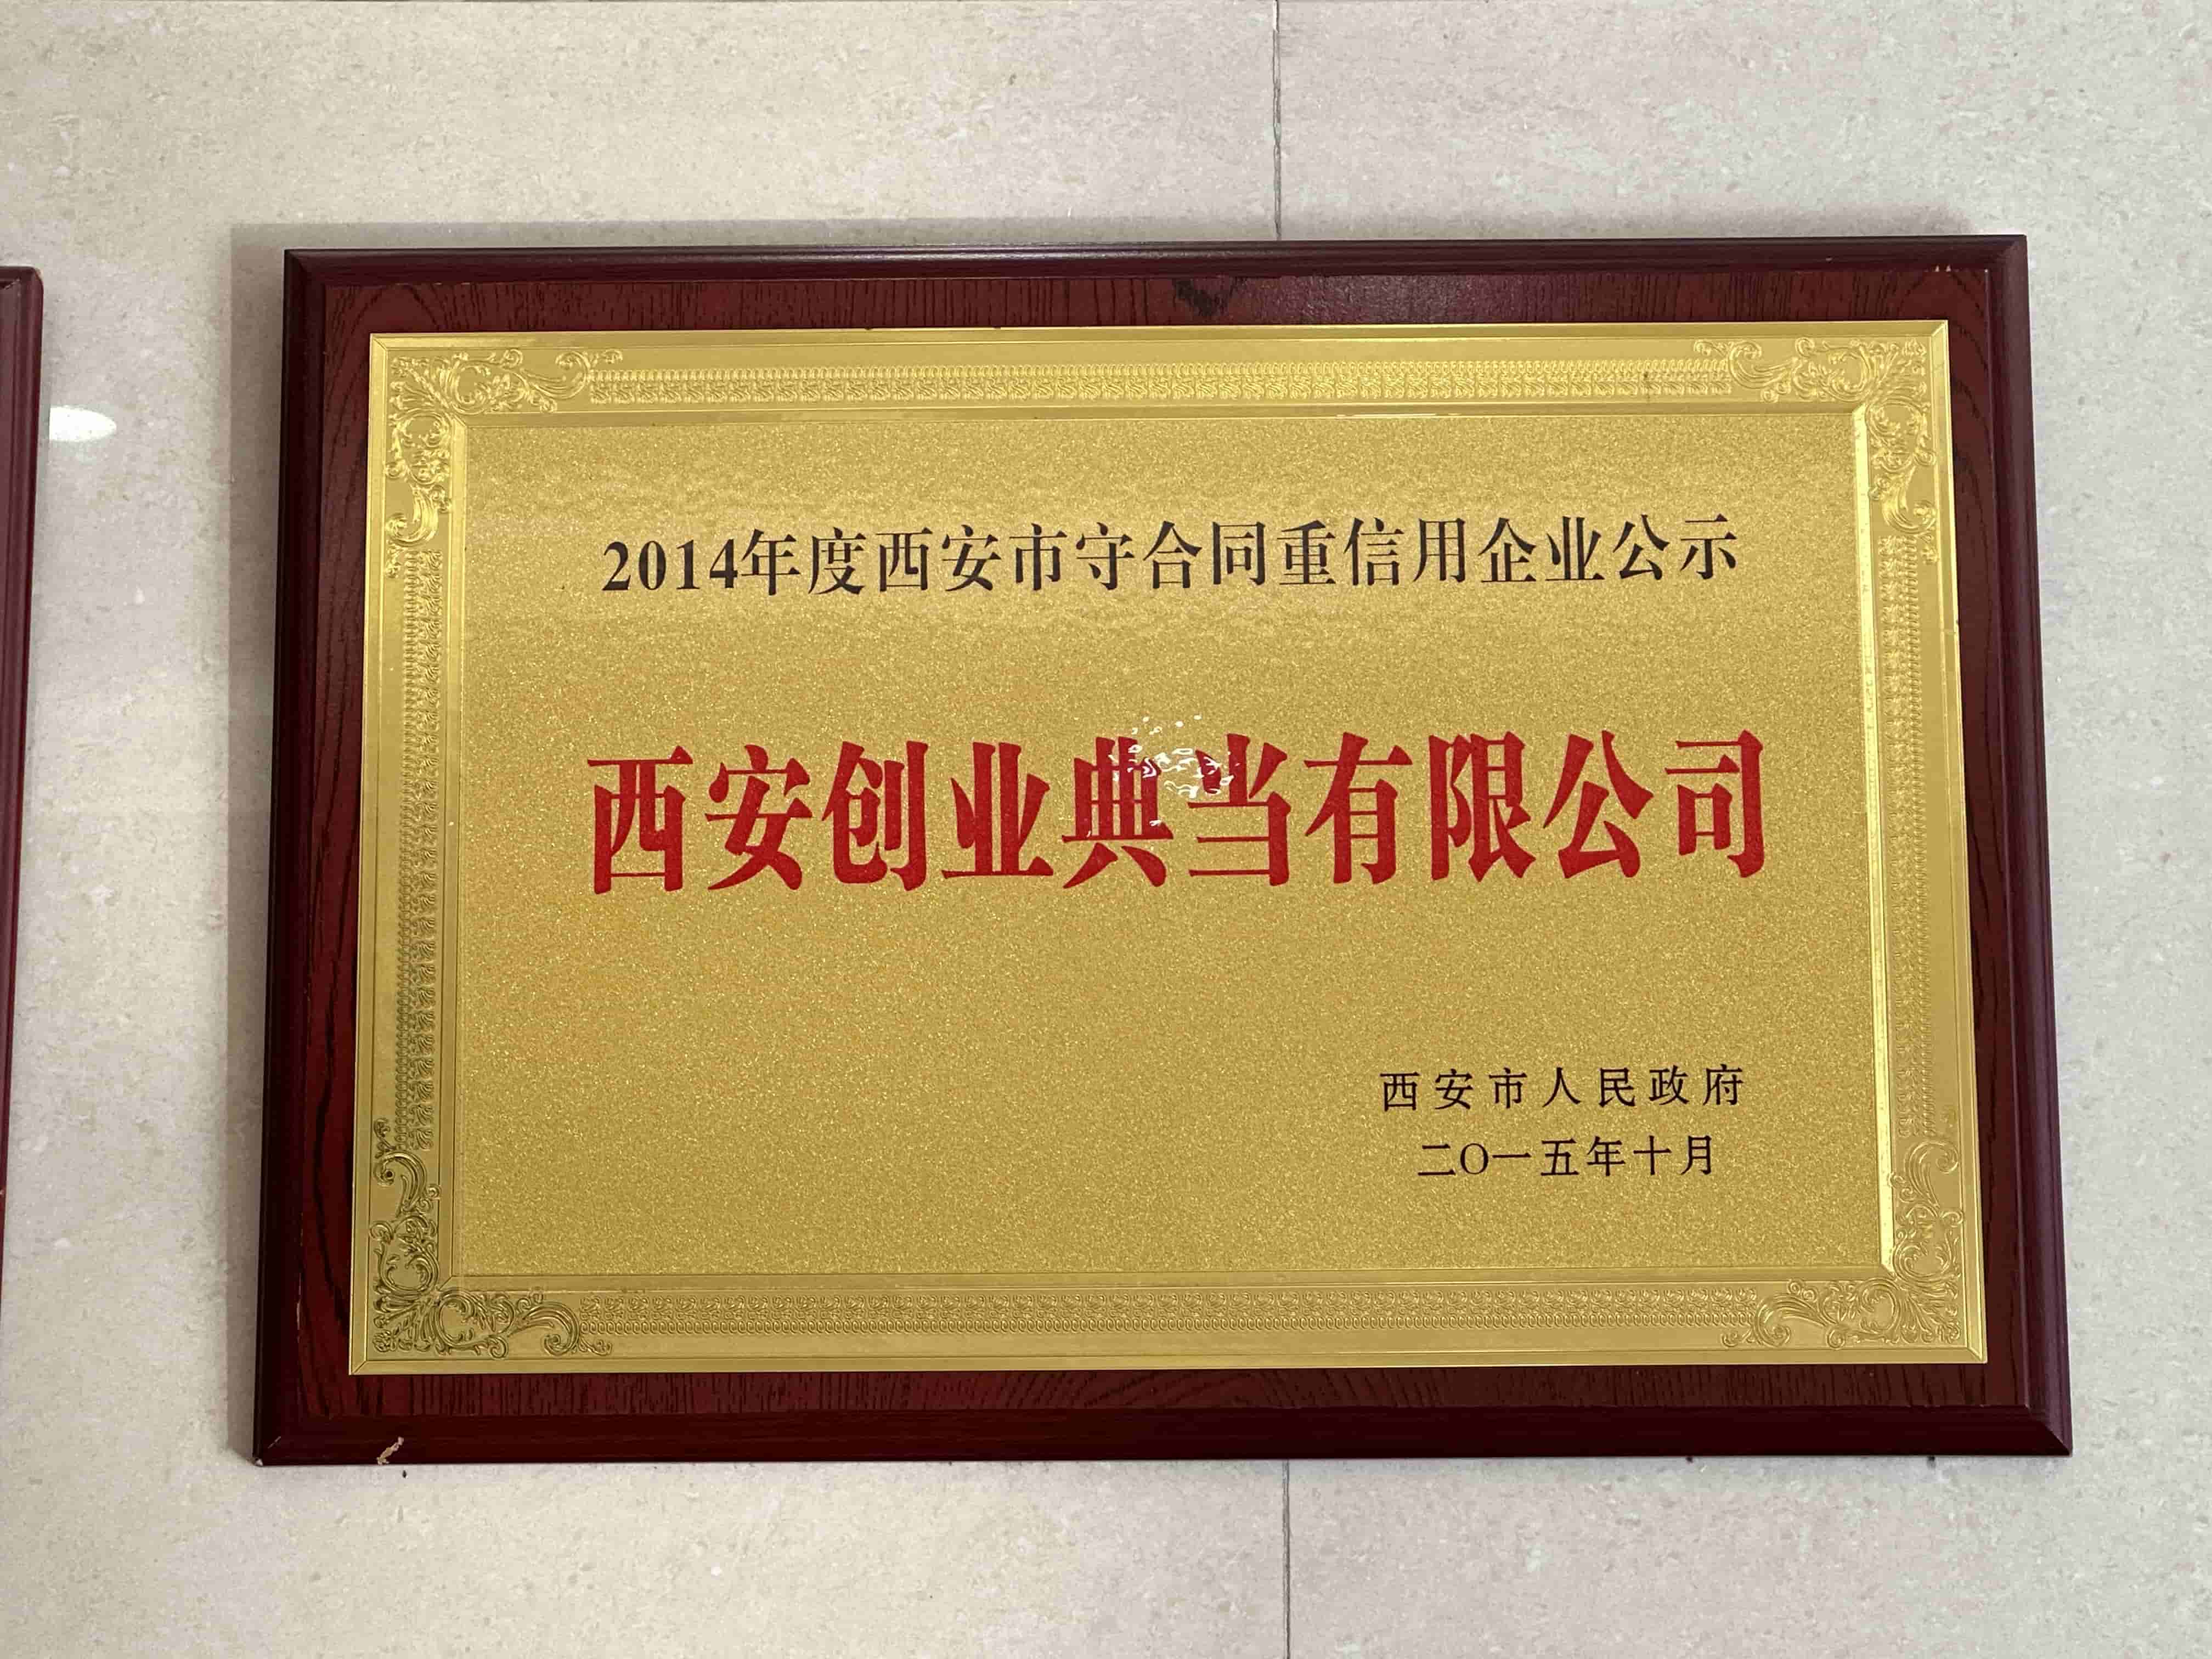 2014年度西安市守合同重信用企业公示
西安创业典当有限公司
西安市人民政府
二〇一五年十月